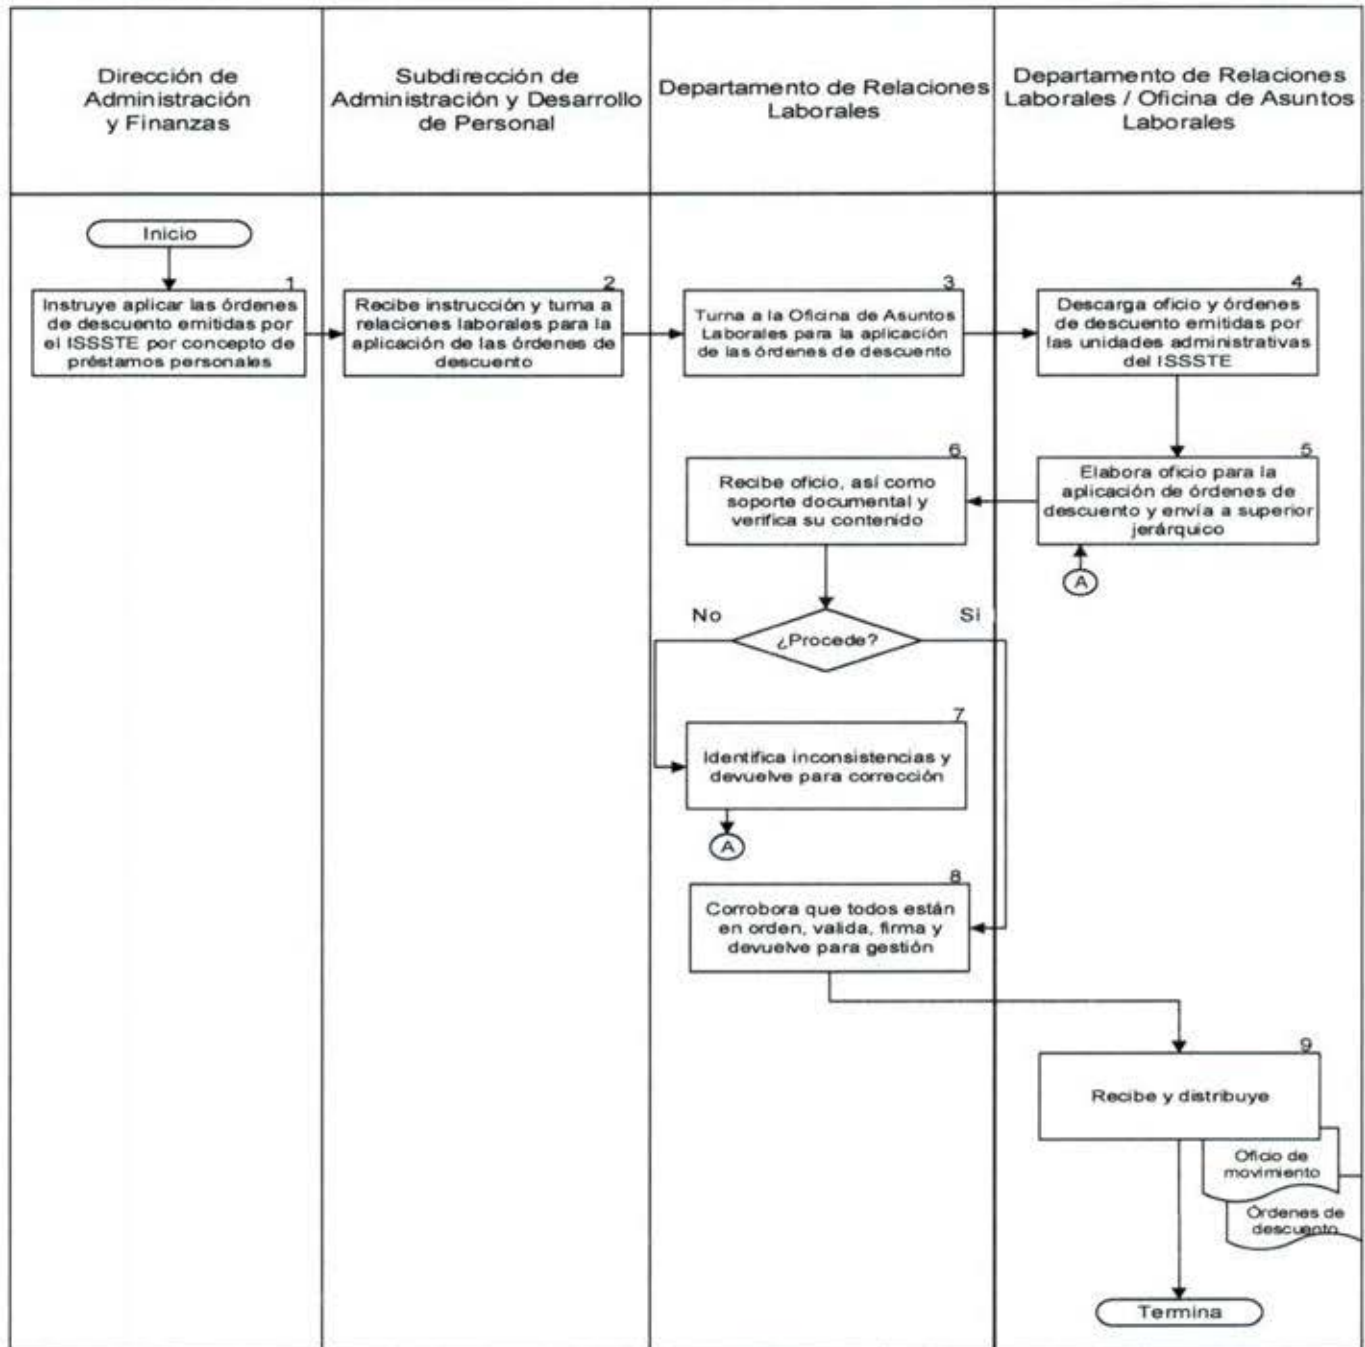 Dirección de
Administración
y Finanzas
Subdirección de
Administración y Desarrollo
de Personal
Departamento de Relaciones
Laborales
Departamento de Relaciones
Laborales / Oficina de Asuntos
Laborales
Inicio
1
Instruye aplicar las órdenes
de descuento emitidas por
el ISSSTE por concepto de
préstamos personales
2
Recibe instrucción y turna a
relaciones laborales para la
aplicación de las órdenes de
descuento
3
Turna a la Oficina de Asuntos
Laborales para la aplicación
de las órdenes de descuento
4
Descarga oficio y órdenes
de descuento emitidas por
las unidades administrativas
del ISSSTE
5
Elabora oficio para la
aplicación de órdenes de
descuento y envía a superior
jerárquico
A
6
Recibe oficio, así como
soporte documental y
verifica su contenido
No
Si
¿Procede?
7
Identifica inconsistencias y
devuelve para corrección
A
8
Corrobora que todos están
en orden, valida, firma y
devuelve para gestión
9
Recibe y distribuye
Oficio de
movimiento
Órdenes de
descuento
Termina